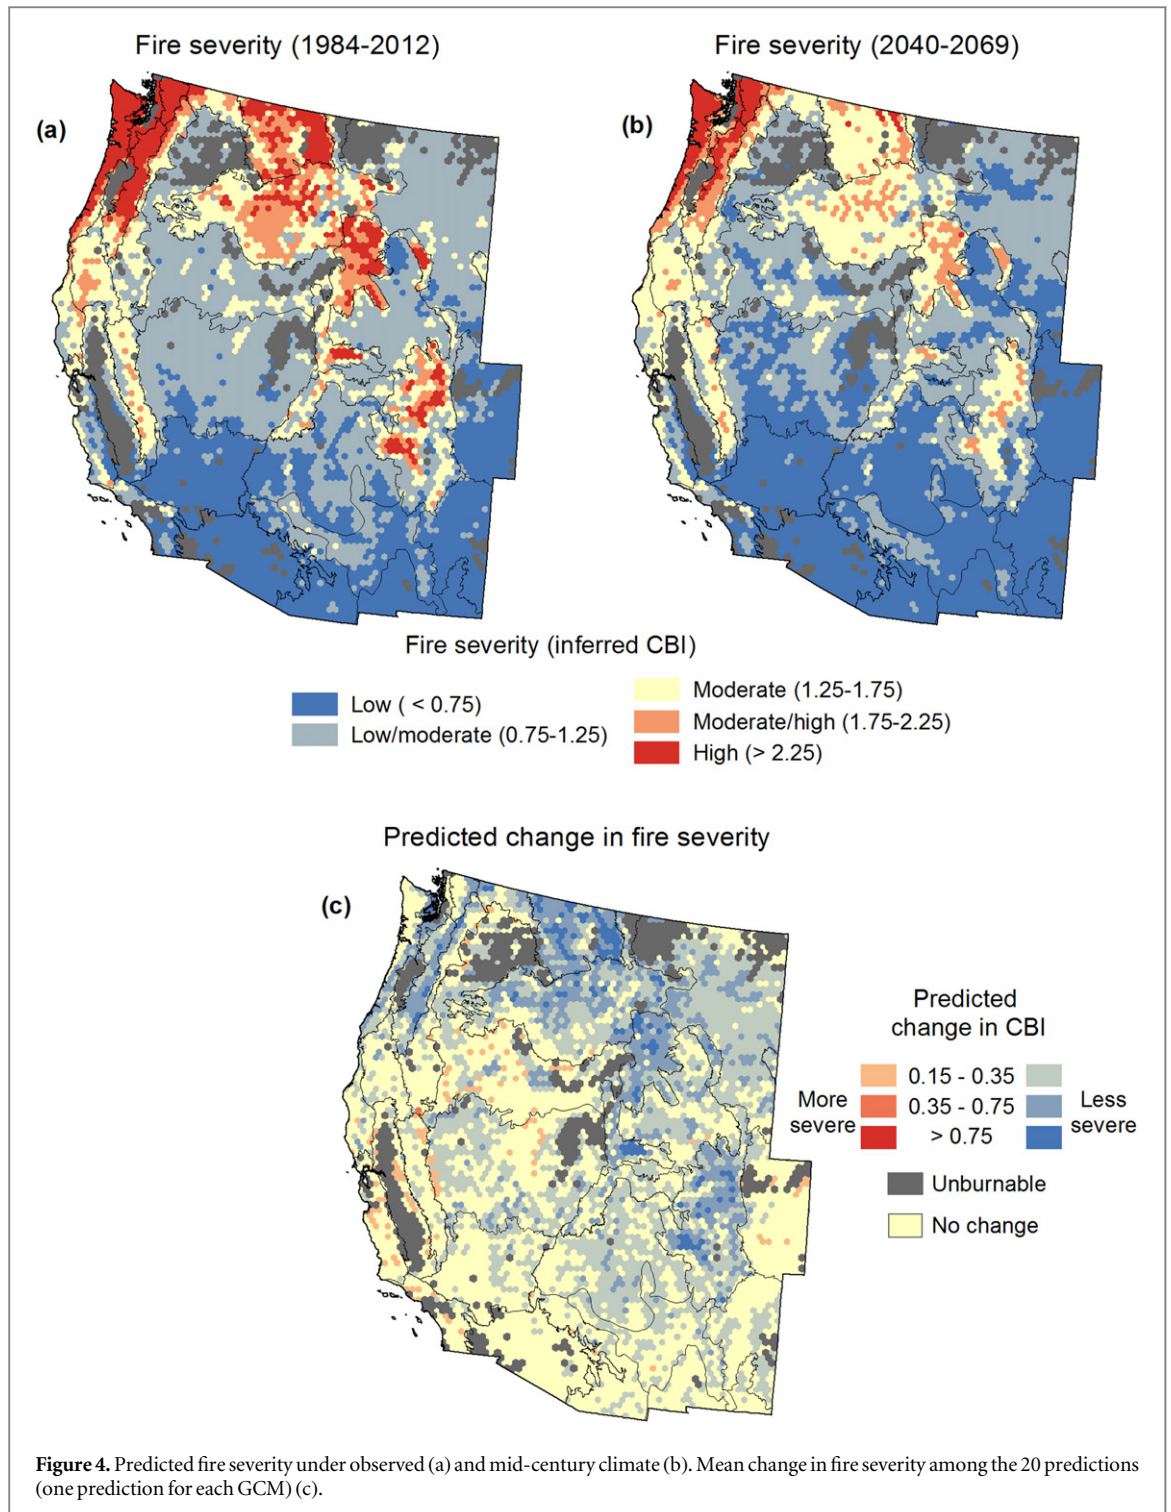 Fire severity (1984-2012)
Fire severity (2040-2069)
(a)
(b)
Fire severity (inferred CBI)
Low ( < 0.75)
Low/moderate (0.75-1.25)
Moderate (1.25-1.75)
Moderate/high (1.75-2.25)
High (> 2.25)
Predicted change in fire severity
(c)
Predicted
change in CBI
More
severe
0.15 - 0.35
0.35 - 0.75
> 0.75
Less
severe
Unburnable
No change
Figure 4. Predicted fire severity under observed (a) and mid-century climate (b). Mean change in fire severity among the 20 predictions
(one prediction for each GCM) (c).